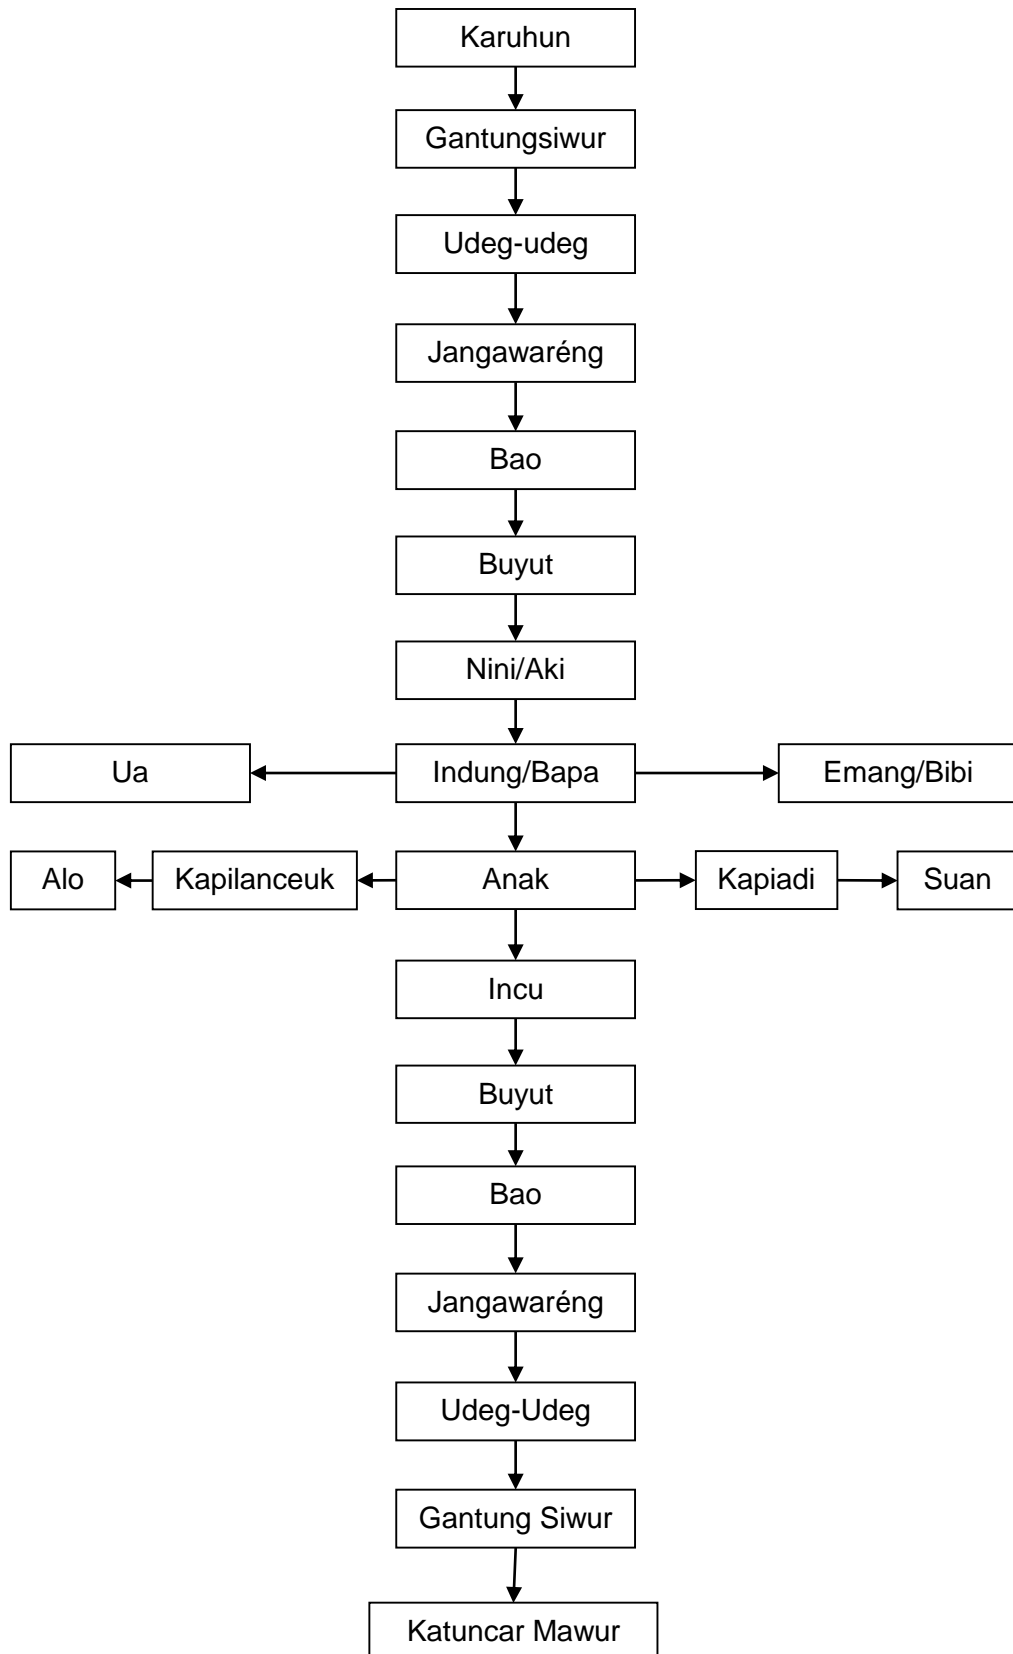 Karuhun
Gantungsiwur
Udeg-udeg
Jangawaréng
Bao
Buyut
Nini/Aki
Ua
Indung/Bapa
Emang/Bibi
Alo
Kapilanceuk
Anak
Kapiadi
Suan
Incu
Buyut
Bao
Jangawaréng
Udeg-Udeg
Gantung Siwur
Katuncar Mawur